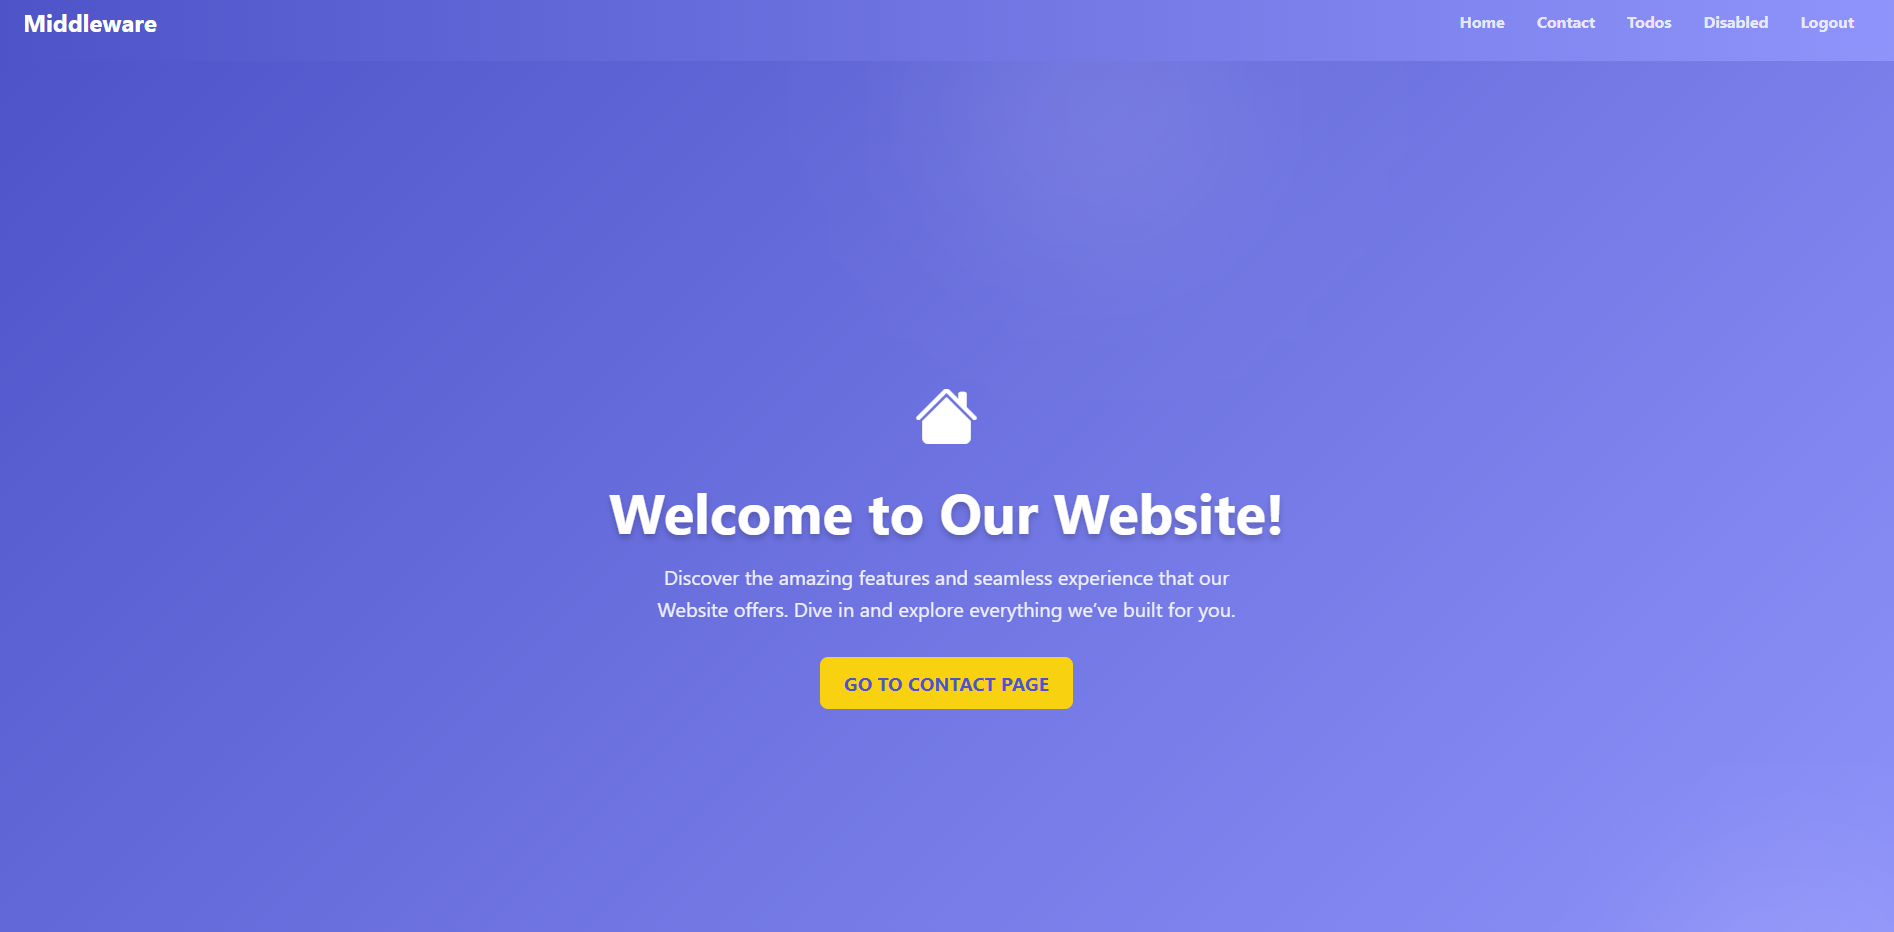 Middleware
Home Contact Todos Disabled Logout
Welcome to Our Website!
Discover the amazing features and seamless experience that our
Website offers. Dive in and explore everything we’ve built for you.
GO TO CONTACT PAGE